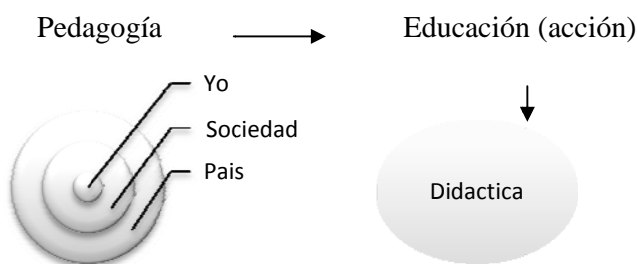 Pedagogía
Educación (acción)
Yo
Sociedad
Pais
Didactica